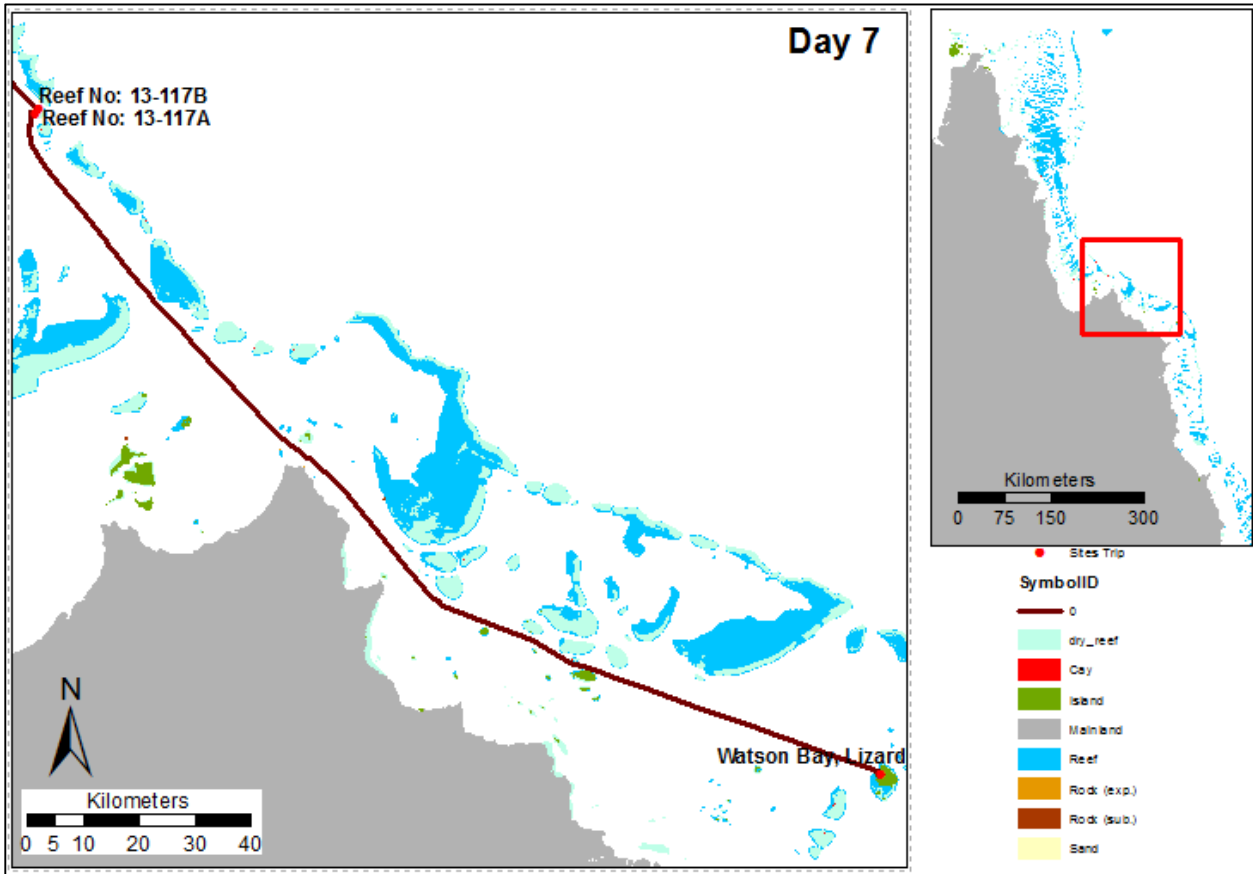 Day 7
Reef No: 13-117B
Reef No: 13-117A
Watson Bay, Lizard
N
Kilometers
0 5 10 20 30 40
Kilometers
0 75 150 300
Sites Trip
SymbolID
0
dry_reef
Cay
Island
Mainland
Reef
Rock (exp.)
Rock (sub.)
Sand